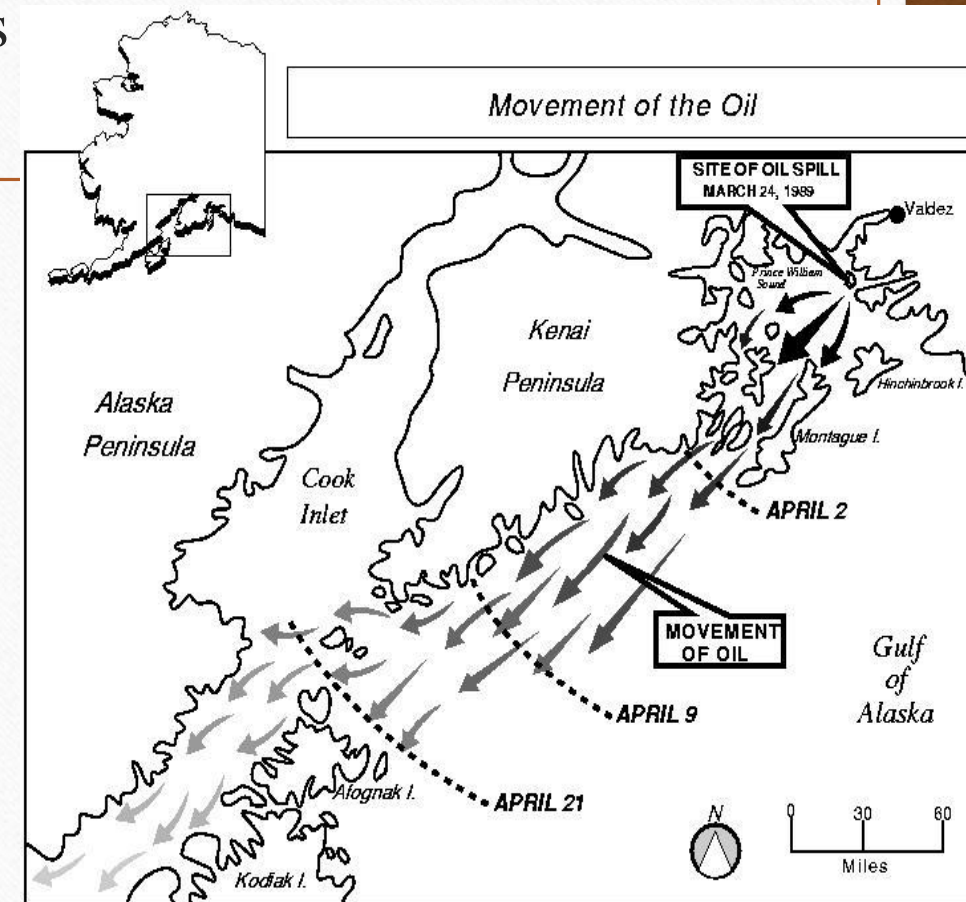 s
Movement of the Oil
SITE OF OIL SPILL
MARCH 24, 1989
Valdez
Prince William
Sound
Kenai
Peninsula
Hinchinbrook I.
Alaska
Peninsula
Montague I.
Cook
Inlet
APRIL 2
MOVEMENT
OF OIL
Gulf
of
Alaska
APRIL 9
Afognak I.
APRIL 21
N
0 30 60
Miles
Kodiak I.